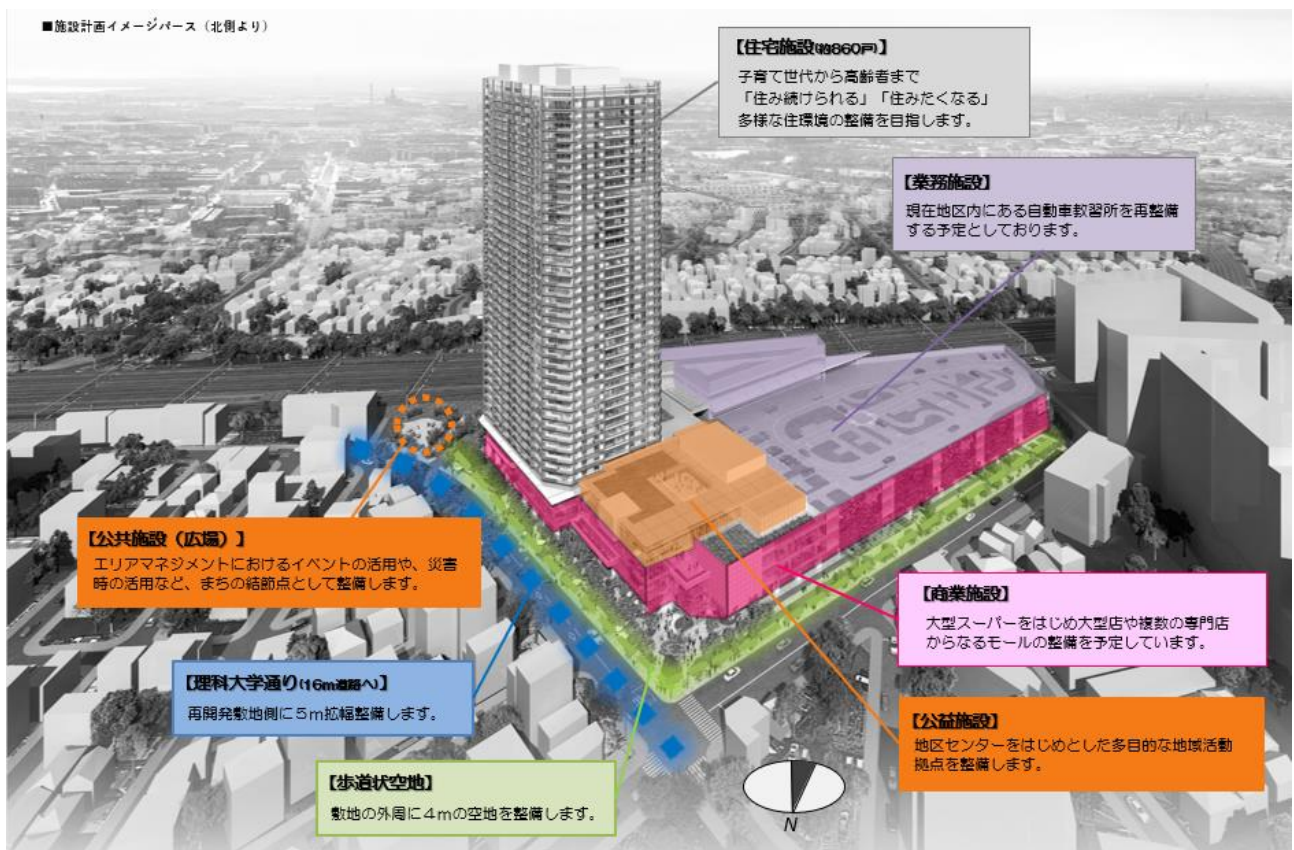 ■施設計画イメージパース(北側より)
【住宅施設(約860戸)】
子育て世代から高齢者まで
「住み続けられる」「住みたくなる」
多様な住環境の整備を目指します。
【業務施設】
現在地区内にある自動車教習所を再整備
する予定としております。
【公共施設(広場)】
エリアマネジメントにおけるイベントの活用や、災害
時の活用など、まちの結節点として整備します。
【商業施設】
大型スーパーをはじめ大型店や複数の専門店
からなるモールの整備を予定しています。
【理科大学通り(16m道路へ)】
再開発敷地側に5m拡幅整備します。
【公益施設】
地区センターをはじめとした多目的な地域活動
拠点を整備します。
【歩道状空地】
敷地の外周に4mの空地を整備します。
N